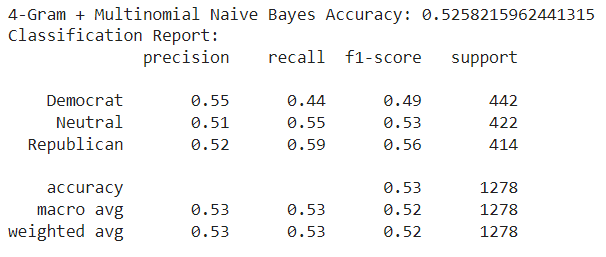 4-Gram + Multinomial Naive Bayes Accuracy: 0.5258215962441315
Classification Report:
precision recall f1-score support
Democrat 0.55 0.44 0.49 442
Neutral 0.51 0.55 0.53 422
Republican 0.52 0.59 0.56 414
accuracy 0.53 1278
macro avg 0.53 0.53 0.52 1278
weighted avg 0.53 0.53 0.52 1278